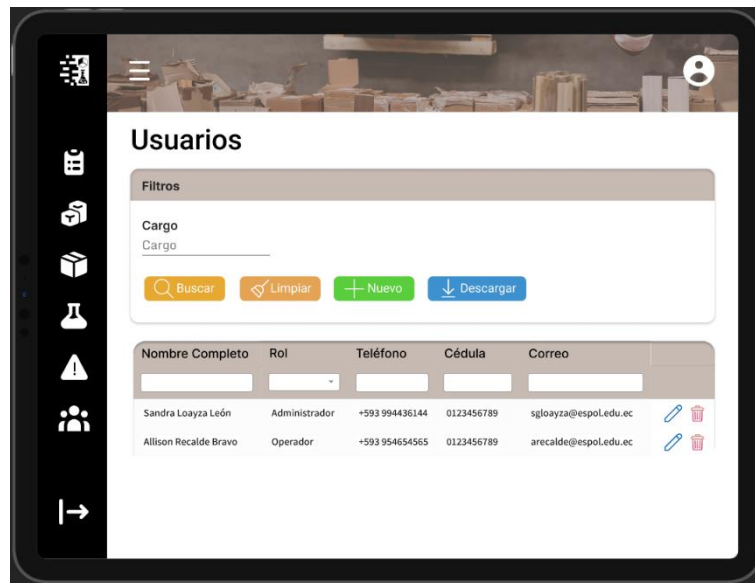 Usuarios
Filtros
Cargo
Cargo
Buscar Limpiar Nuevo Descargar
Nombre Completo Rol Teléfono Cédula Correo
Sandra Loayza León Administrador +593 994436144 0123456789 sgloayza@espol.edu.ec
Allison Recalde Bravo Operador +593 954654565 0123456789 arecalde@espol.edu.ec